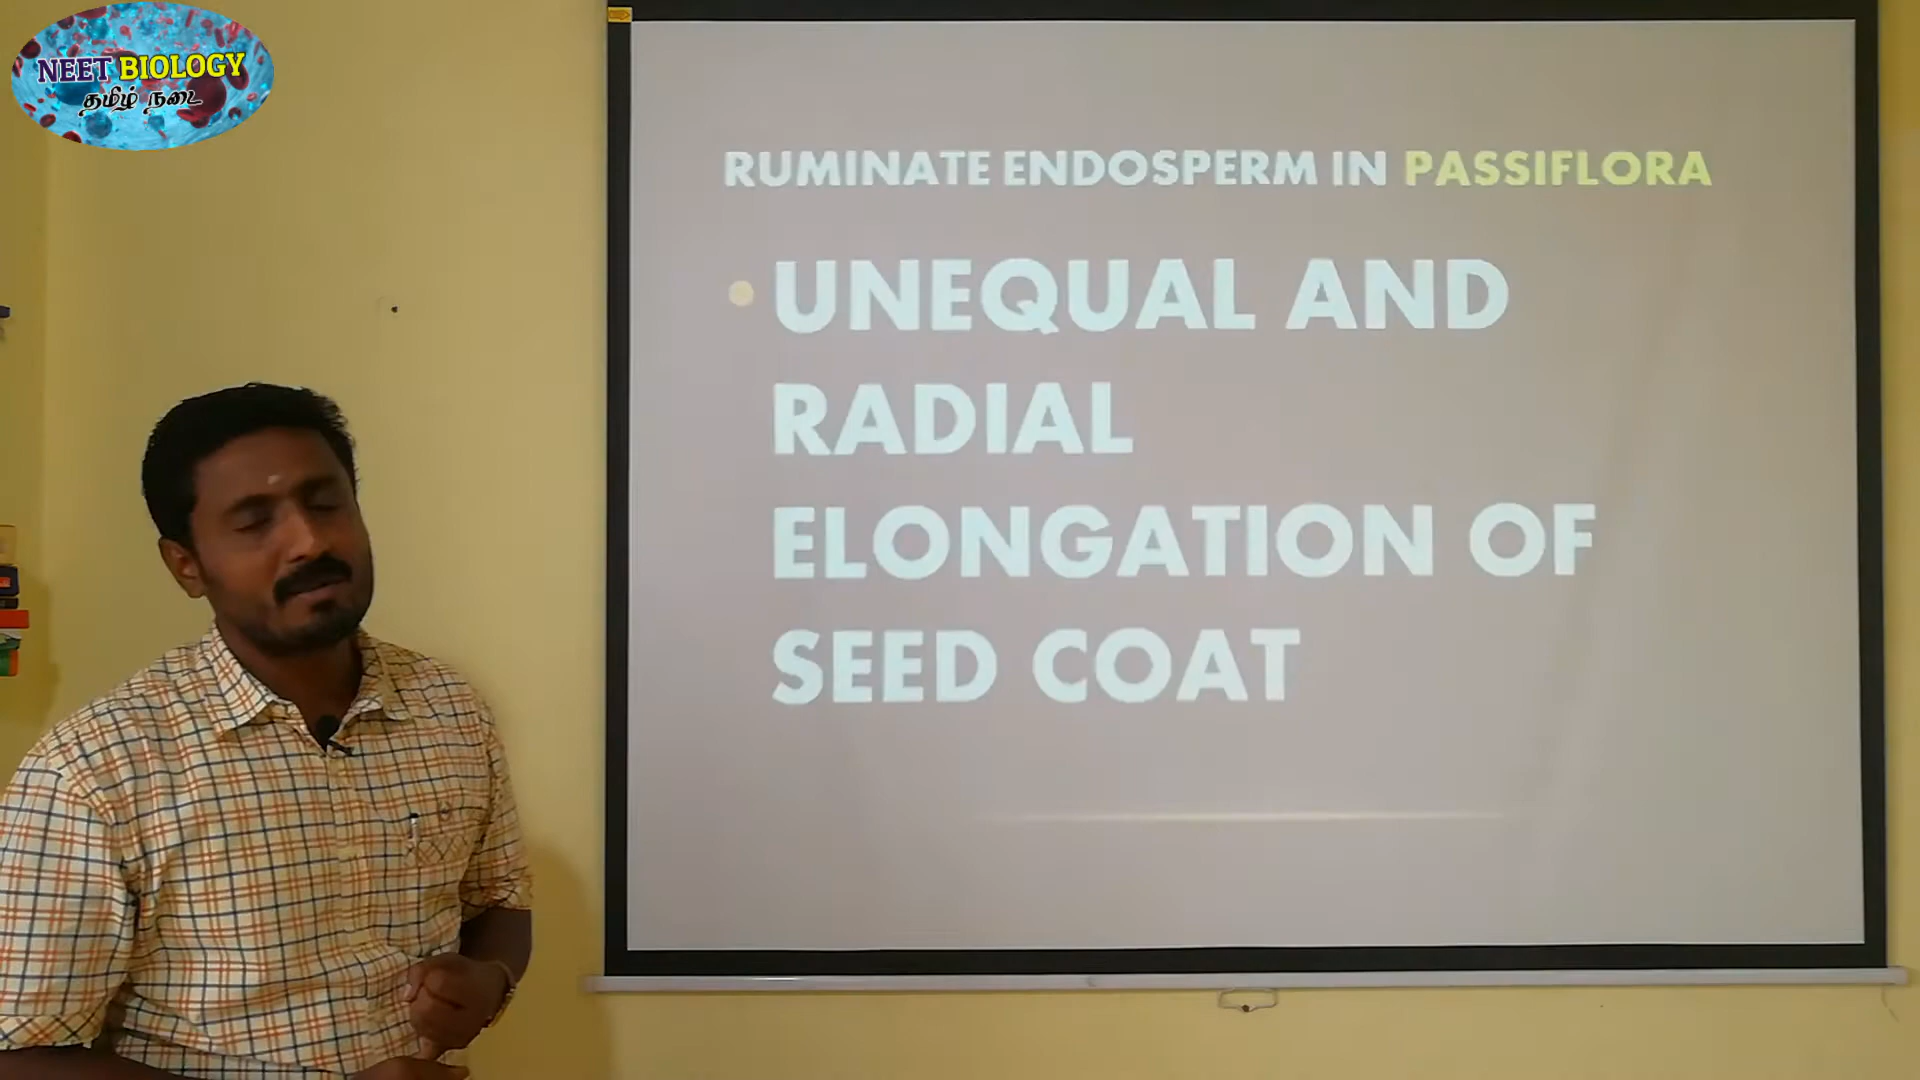 NEET BIOLOGY
தமிழ் நடை
RUMINATE ENDOSPERM IN PASSIFLORA
• UNEQUAL AND
RADIAL
ELONGATION OF
SEED COAT